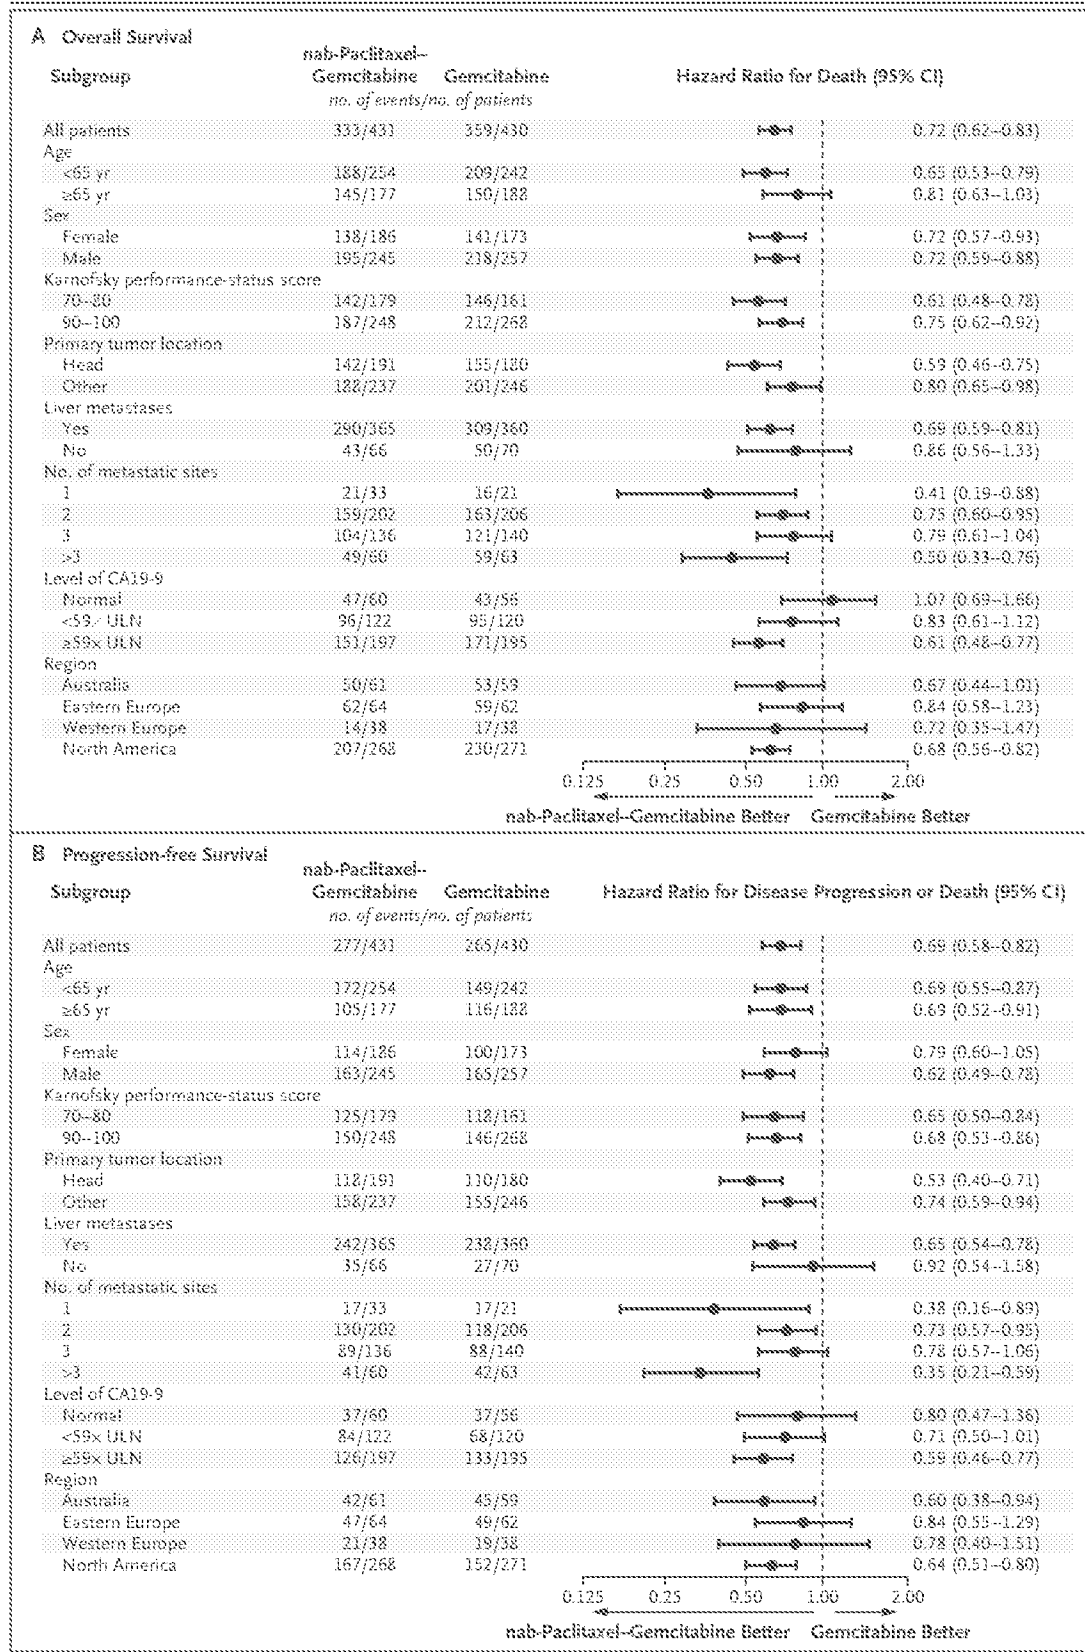 A Overall Survival
Subgroup nab-Paclitaxel–Gemcitabine Gemcitabine Hazard Ratio for Death (95% CI)
no. of events/no. of patients
All patients 333/431 359/430 0.72 (0.62–0.83)
Age
<65 yr 188/254 209/242 0.65 (0.53–0.79)
≥65 yr 145/177 150/188 0.81 (0.63–1.03)
Sex
Female 138/186 141/173 0.72 (0.57–0.93)
Male 195/245 218/257 0.72 (0.59–0.88)
Karnofsky performance-status score
70–80 142/179 146/161 0.61 (0.48–0.78)
90–100 187/248 212/268 0.75 (0.62–0.92)
Primary tumor location
Head 142/191 155/180 0.59 (0.46–0.75)
Other 188/237 201/246 0.80 (0.65–0.98)
Liver metastases
Yes 290/365 309/360 0.69 (0.59–0.81)
No 43/66 50/70 0.86 (0.56–1.33)
No. of metastatic sites
1 21/33 16/21 0.41 (0.19–0.88)
2 159/202 163/206 0.75 (0.60–0.95)
3 104/136 121/140 0.79 (0.61–1.04)
>3 49/60 59/63 0.50 (0.33–0.76)
Level of CA19-9
Normal 47/60 43/56 1.07 (0.69–1.66)
<59× ULN 96/122 95/120 0.83 (0.61–1.12)
≥59× ULN 151/197 171/195 0.61 (0.48–0.77)
Region
Australia 50/61 53/59 0.67 (0.44–1.01)
Eastern Europe 62/64 59/62 0.84 (0.58–1.23)
Western Europe 14/38 17/38 0.72 (0.35–1.47)
North America 207/268 230/271 0.68 (0.56–0.82)
0.125 0.25 0.50 1.00 2.00
nab-Paclitaxel–Gemcitabine Better Gemcitabine Better
B Progression-free Survival
Subgroup nab-Paclitaxel–Gemcitabine Gemcitabine Hazard Ratio for Disease Progression or Death (95% CI)
no. of events/no. of patients
All patients 277/431 265/430 0.69 (0.58–0.82)
Age
<65 yr 172/254 149/242 0.69 (0.55–0.87)
≥65 yr 105/177 116/188 0.69 (0.52–0.91)
Sex
Female 114/186 100/173 0.79 (0.60–1.05)
Male 163/245 165/257 0.62 (0.49–0.78)
Karnofsky performance-status score
70–80 125/179 118/161 0.65 (0.50–0.84)
90–100 150/248 146/268 0.68 (0.53–0.86)
Primary tumor location
Head 118/191 110/180 0.53 (0.40–0.71)
Other 158/237 155/246 0.74 (0.59–0.94)
Liver metastases
Yes 242/365 238/360 0.65 (0.54–0.78)
No 35/66 27/70 0.92 (0.54–1.58)
No. of metastatic sites
1 17/33 17/21 0.38 (0.16–0.89)
2 130/202 118/206 0.73 (0.57–0.95)
3 89/136 88/140 0.78 (0.57–1.06)
>3 41/60 42/63 0.35 (0.21–0.59)
Level of CA19-9
Normal 37/60 37/56 0.80 (0.47–1.36)
<59× ULN 84/122 68/120 0.71 (0.50–1.01)
≥59× ULN 126/197 133/195 0.59 (0.46–0.77)
Region
Australia 42/61 45/59 0.60 (0.38–0.94)
Eastern Europe 47/64 49/62 0.84 (0.55–1.29)
Western Europe 21/38 19/38 0.78 (0.40–1.51)
North America 167/268 152/271 0.64 (0.51–0.80)
0.125 0.25 0.50 1.00 2.00
nab-Paclitaxel–Gemcitabine Better Gemcitabine Better